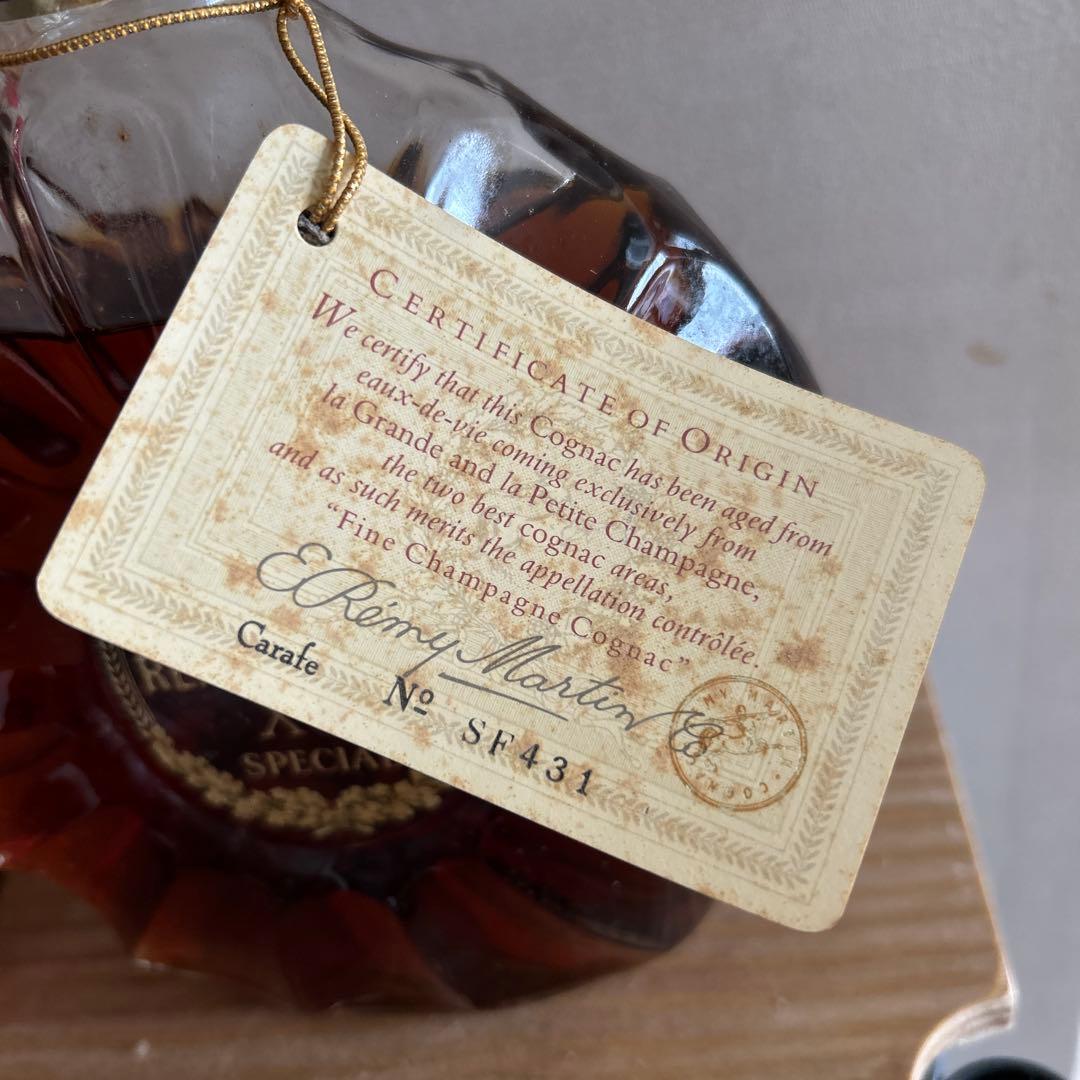 CERTIFICATE OF ORIGIN
We certify that this Cognac has been aged from
eaux-de-vie coming exclusively from
la Grande and la Petite Champagne,
the two best cognac areas,
and as such merits the appellation contrôlée.
“Fine Champagne Cognac”
E. Rémy Martin & C
Carafe
Nº SF431
SPECIAL